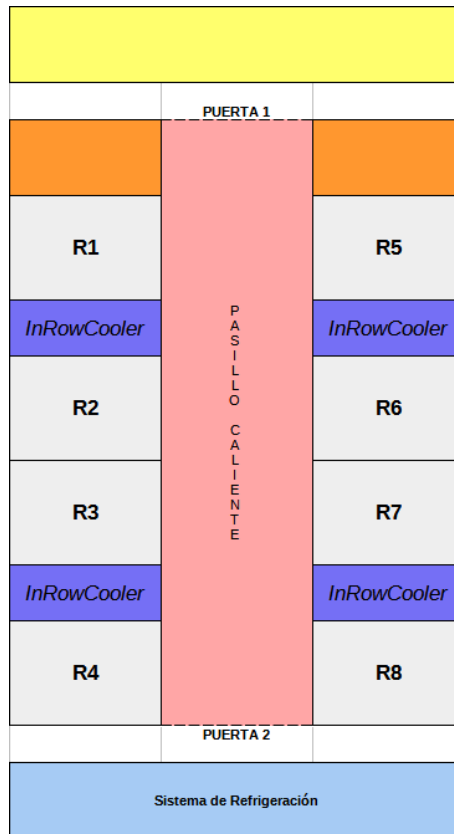 PUERTA 1
R1
R5
PASILLO CALIENTE
InRowCooler
InRowCooler
R2
R6
R3
R7
InRowCooler
InRowCooler
R4
R8
PUERTA 2
Sistema de Refrigeración